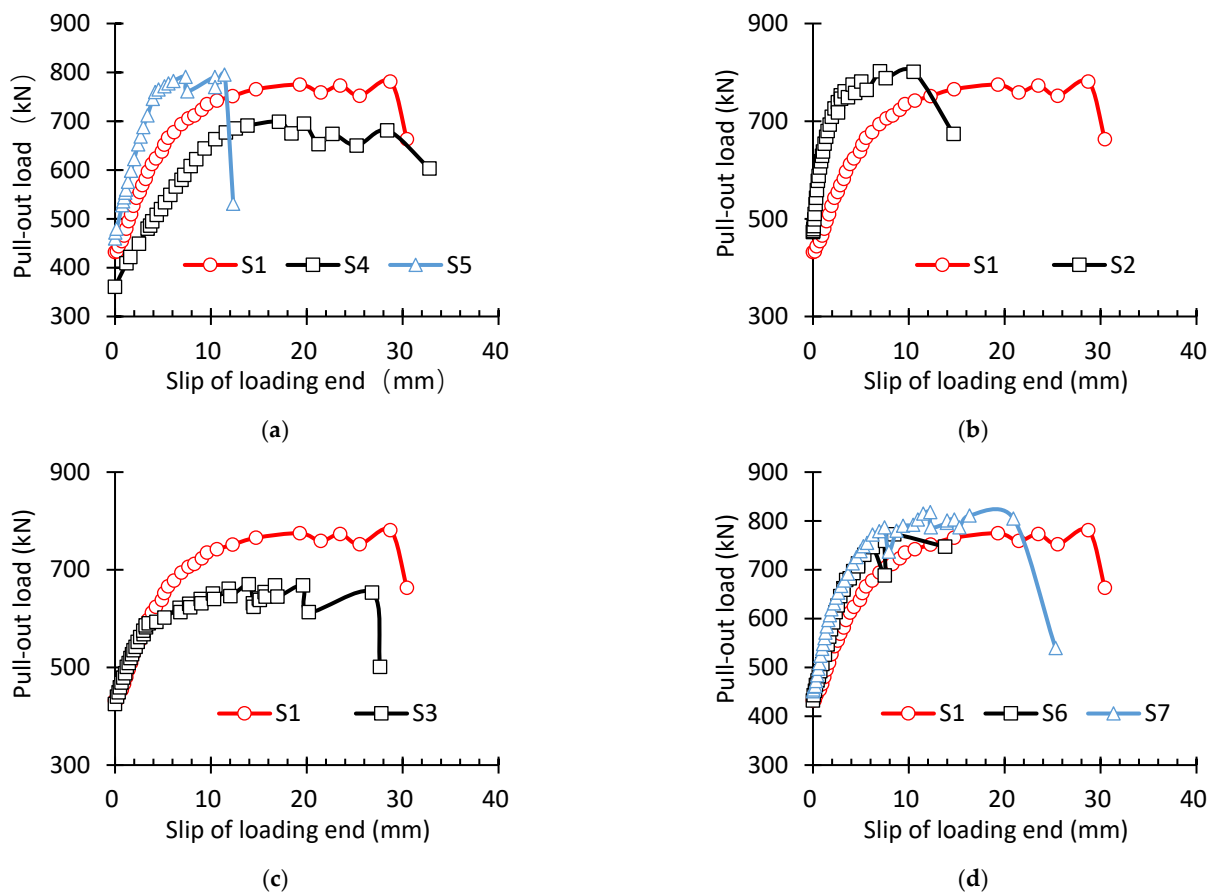 900
800
700
600
500
400
300
0 10 20 30 40
Pull-out load（kN）
Slip of loading end （mm）
S1 S4 S5
(a)
900
800
700
600
500
400
300
0 10 20 30 40
Pull-out load (kN)
Slip of loading end (mm)
S1 S2
(b)
900
700
500
300
0 10 20 30 40
Pull-out load (kN)
Slip of loading end (mm)
S1 S3
(c)
900
800
700
600
500
400
300
0 10 20 30 40
Pull-out load (kN)
Slip of loading end (mm)
S1 S6 S7
(d)